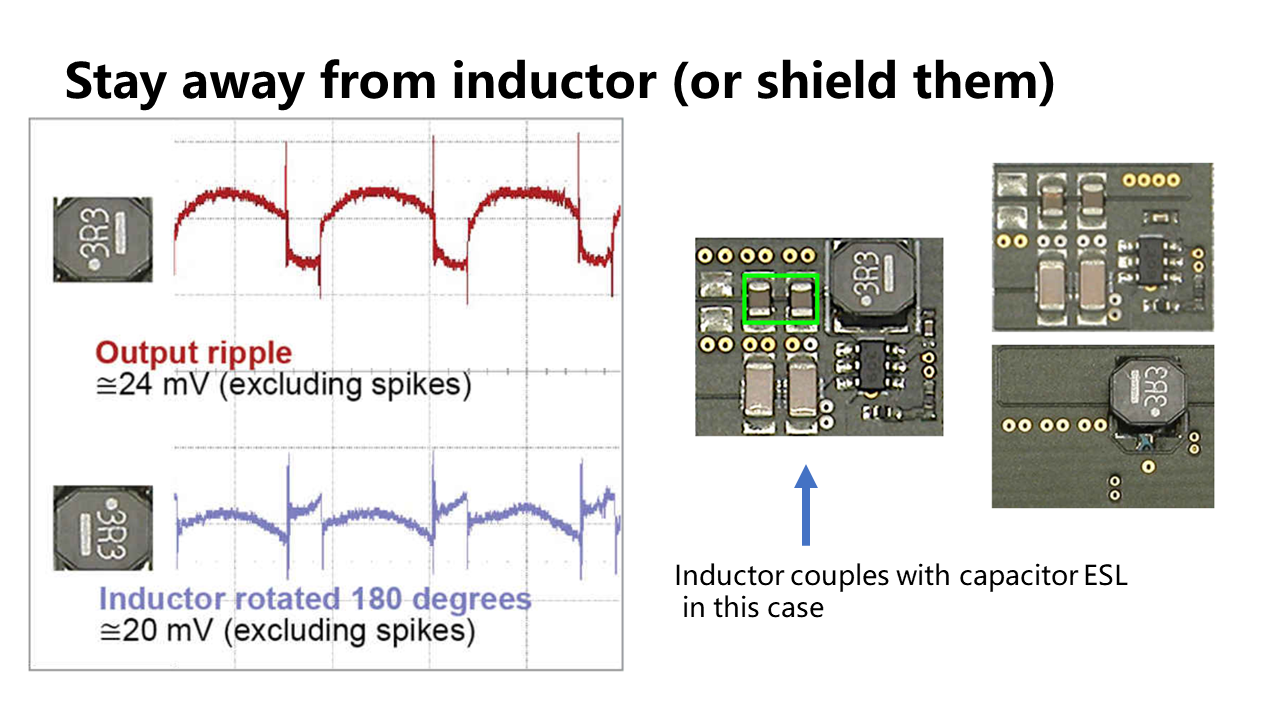 Stay away from inductor (or shield them)
3R3
Output ripple
≅24 mV (excluding spikes)
3R3
Inductor rotated 180 degrees
≅20 mV (excluding spikes)
3R3
3R3
Inductor couples with capacitor ESL
in this case